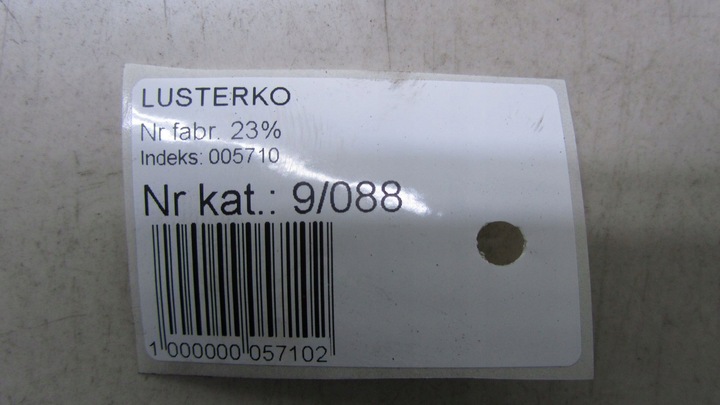 LUSTERKO
Nr fabr. 23%
Indeks: 005710
Nr kat.: 9/088
1 000000 057102